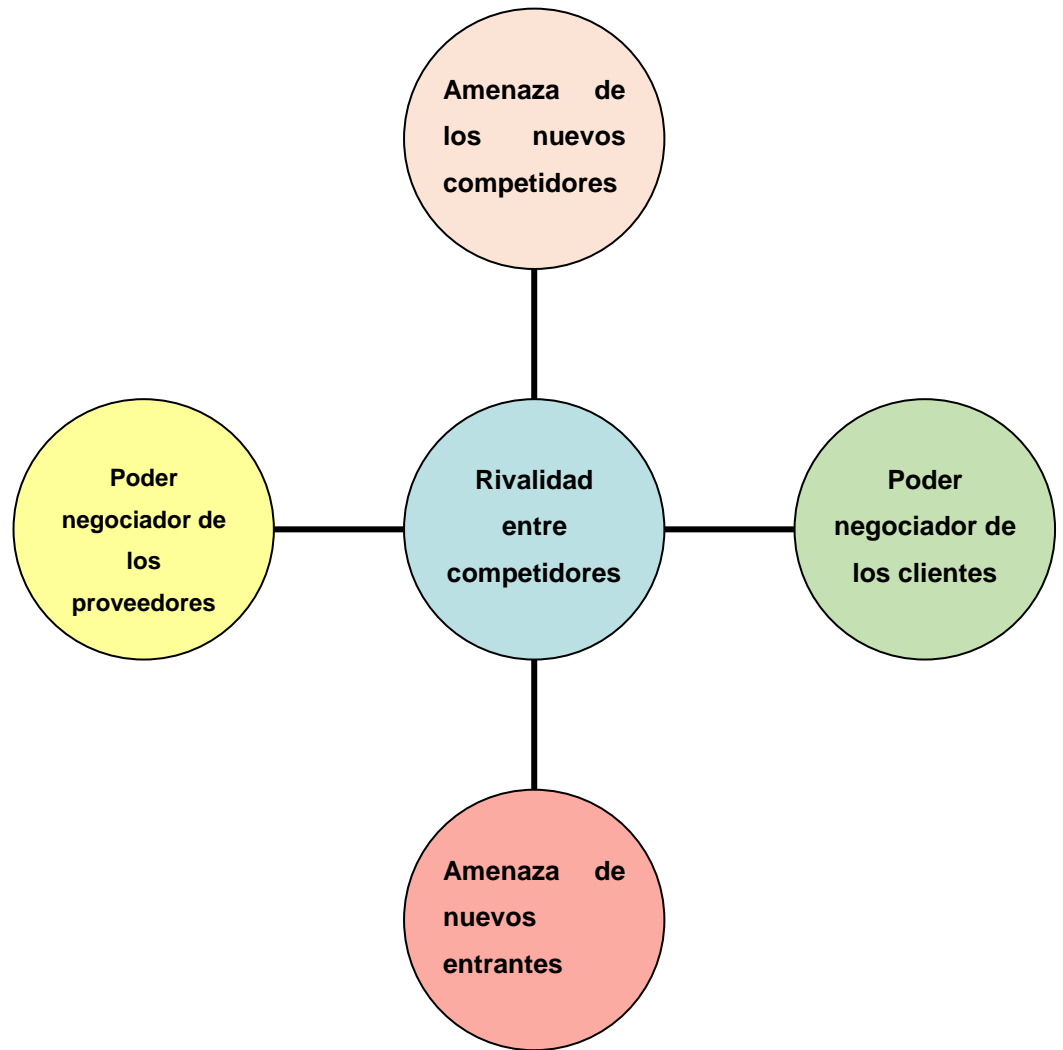 Amenaza de
los nuevos
competidores
Poder
negociador de
los
proveedores
Rivalidad
entre
competidores
Poder
negociador de
los clientes
Amenaza de
nuevos
entrantes